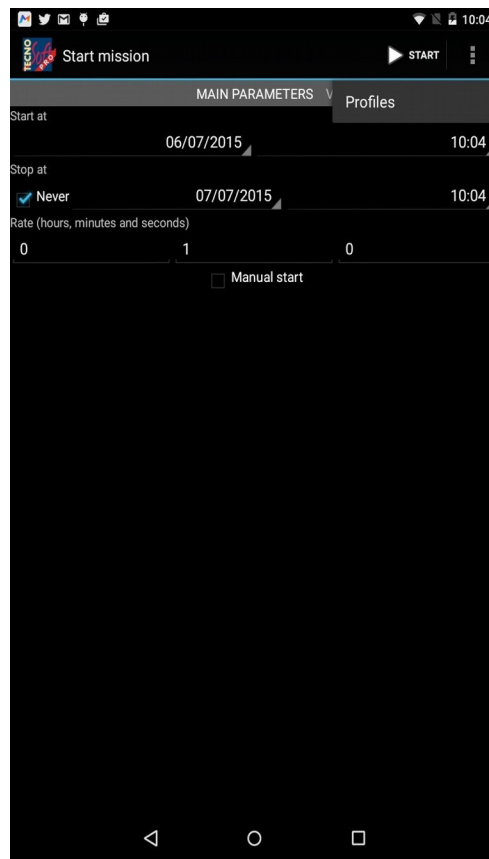 10:04
TECNO
Soft
PRO
Start mission
START
MAIN PARAMETERS V
Profiles
Start at
06/07/2015 10:04
Stop at
Never 07/07/2015 10:04
Rate (hours, minutes and seconds)
0 1 0
Manual start